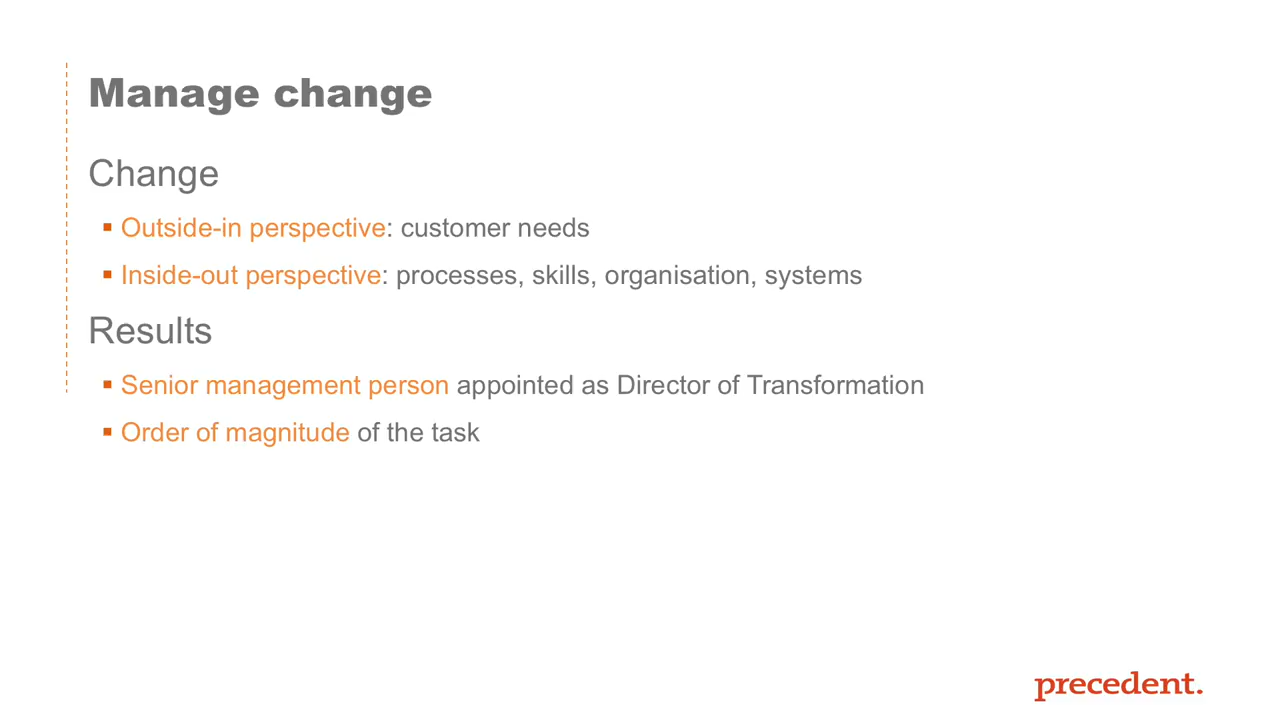 Manage change
Change
▪ Outside-in perspective: customer needs
▪ Inside-out perspective: processes, skills, organisation, systems
Results
▪ Senior management person appointed as Director of Transformation
▪ Order of magnitude of the task
precedent.